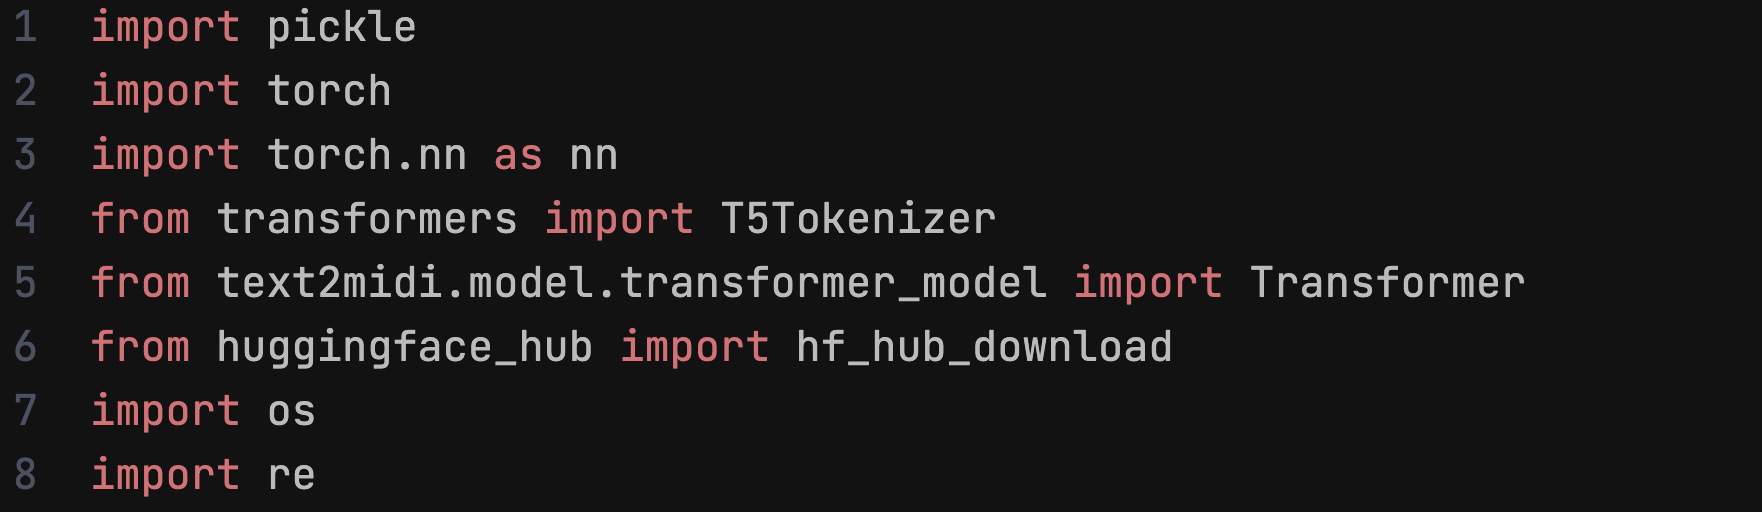 1 import pickle
2 import torch
3 import torch.nn as nn
4 from transformers import T5Tokenizer
5 from text2midi.model.transformer_model import Transformer
6 from huggingface_hub import hf_hub_download
7 import os
8 import re